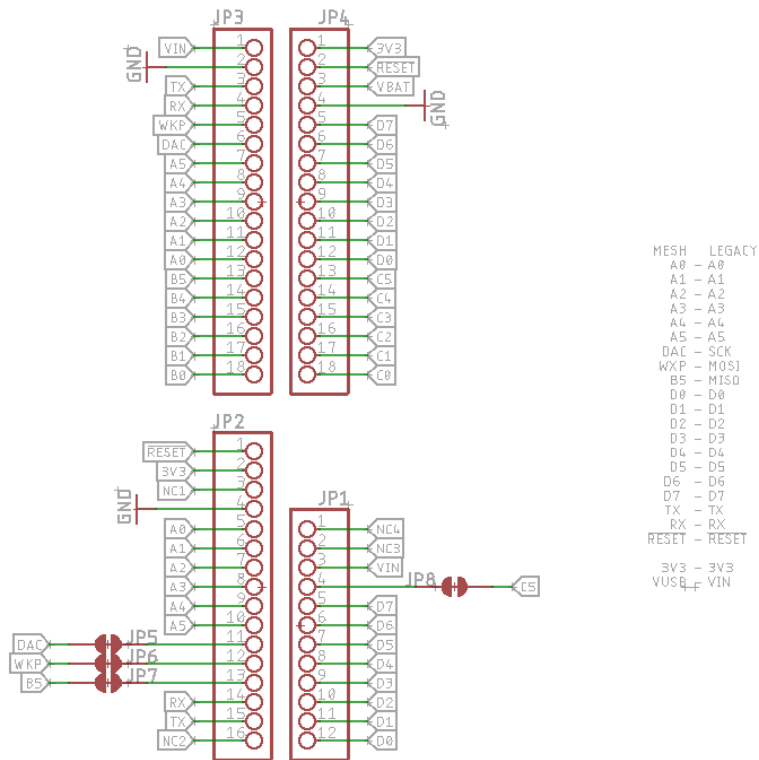 JP3 JP4
VIN 1 1 3V3
GND 2 2 RESET
TX 3 3 VBAT
RX 4 4 GND
WKP 5 5 D7
DAC 6 6 D6
A5 7 7 D5
A4 8 8 D4
A3 9 9 D3
A2 10 10 D2
A1 11 11 D1
A0 12 12 D0
B5 13 13 C5
B4 14 14 C4
B3 15 15 C3
B2 16 16 C2
B1 17 17 C1
B0 18 18 C0
JP2
RESET 1
3V3 2
NC1 3
GND 4
A0 5
A1 6
A2 7
A3 8
A4 9
A5 10
JP5
DAC 11
JP6
WKP 12
JP7
B5 13
RX 14
TX 15
NC2 16
JP1
1 NC4
2 NC3
3 VIN
4 JP8 C5
5 D7
6 D6
7 D5
8 D4
9 D3
10 D2
11 D1
12 D0
MESH LEGACY
A0 - A0
A1 - A1
A2 - A2
A3 - A3
A4 - A4
A5 - A5
DAC - SCK
WXP - MOSI
B5 - MISO
D0 - D0
D1 - D1
D2 - D2
D3 - D3
D4 - D4
D5 - D5
D6 - D6
D7 - D7
TX - TX
RX - RX
RESET - RESET
3V3 - 3V3
VUSB - VIN